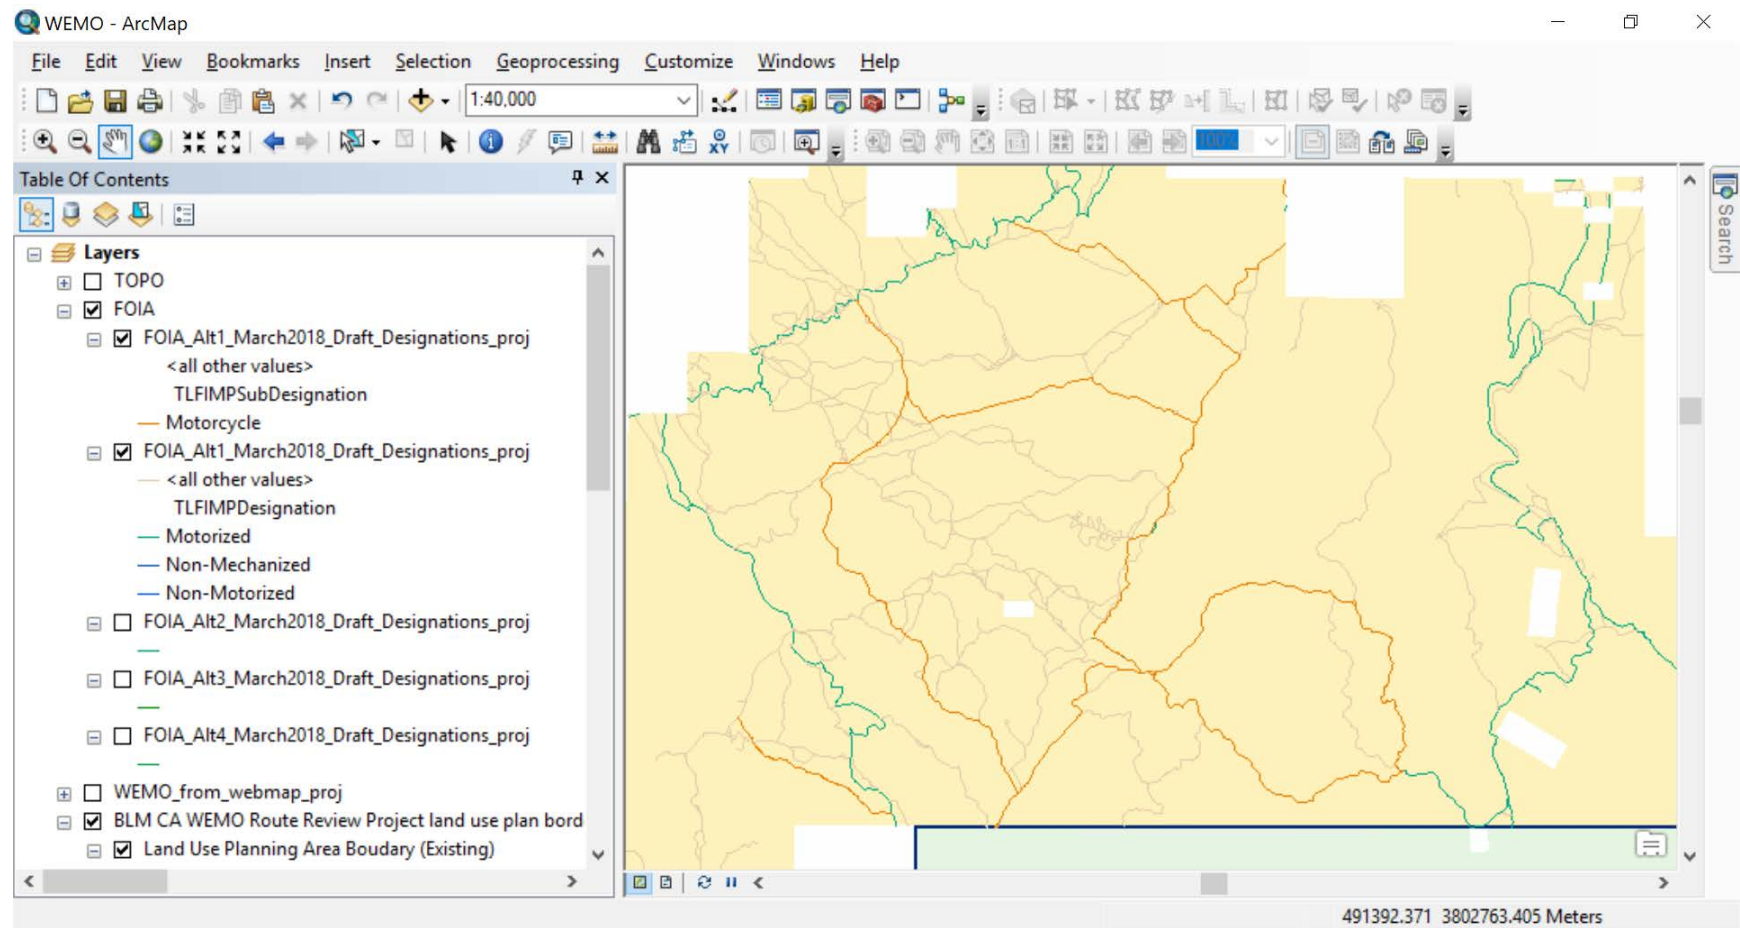 WEMO - ArcMap
File Edit View Bookmarks Insert Selection Geoprocessing Customize Windows Help
1:40,000
100%
Table Of Contents
Layers
TOPO
FOIA
FOIA_Alt1_March2018_Draft_Designations_proj
<all other values>
TLFIMPSubDesignation
Motorcycle
FOIA_Alt1_March2018_Draft_Designations_proj
<all other values>
TLFIMPDesignation
Motorized
Non-Mechanized
Non-Motorized
FOIA_Alt2_March2018_Draft_Designations_proj
FOIA_Alt3_March2018_Draft_Designations_proj
FOIA_Alt4_March2018_Draft_Designations_proj
WEMO_from_webmap_proj
BLM CA WEMO Route Review Project land use plan bord
Land Use Planning Area Boudary (Existing)
Search
491392.371 3802763.405 Meters